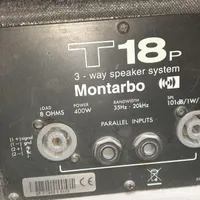 T18P
3 - way speaker system
Montarbo
LOAD POWER BANDWIDTH SPL
8 OHMS 400W 35Hz - 20kHz 101dB/1W/
PARALLEL INPUTS